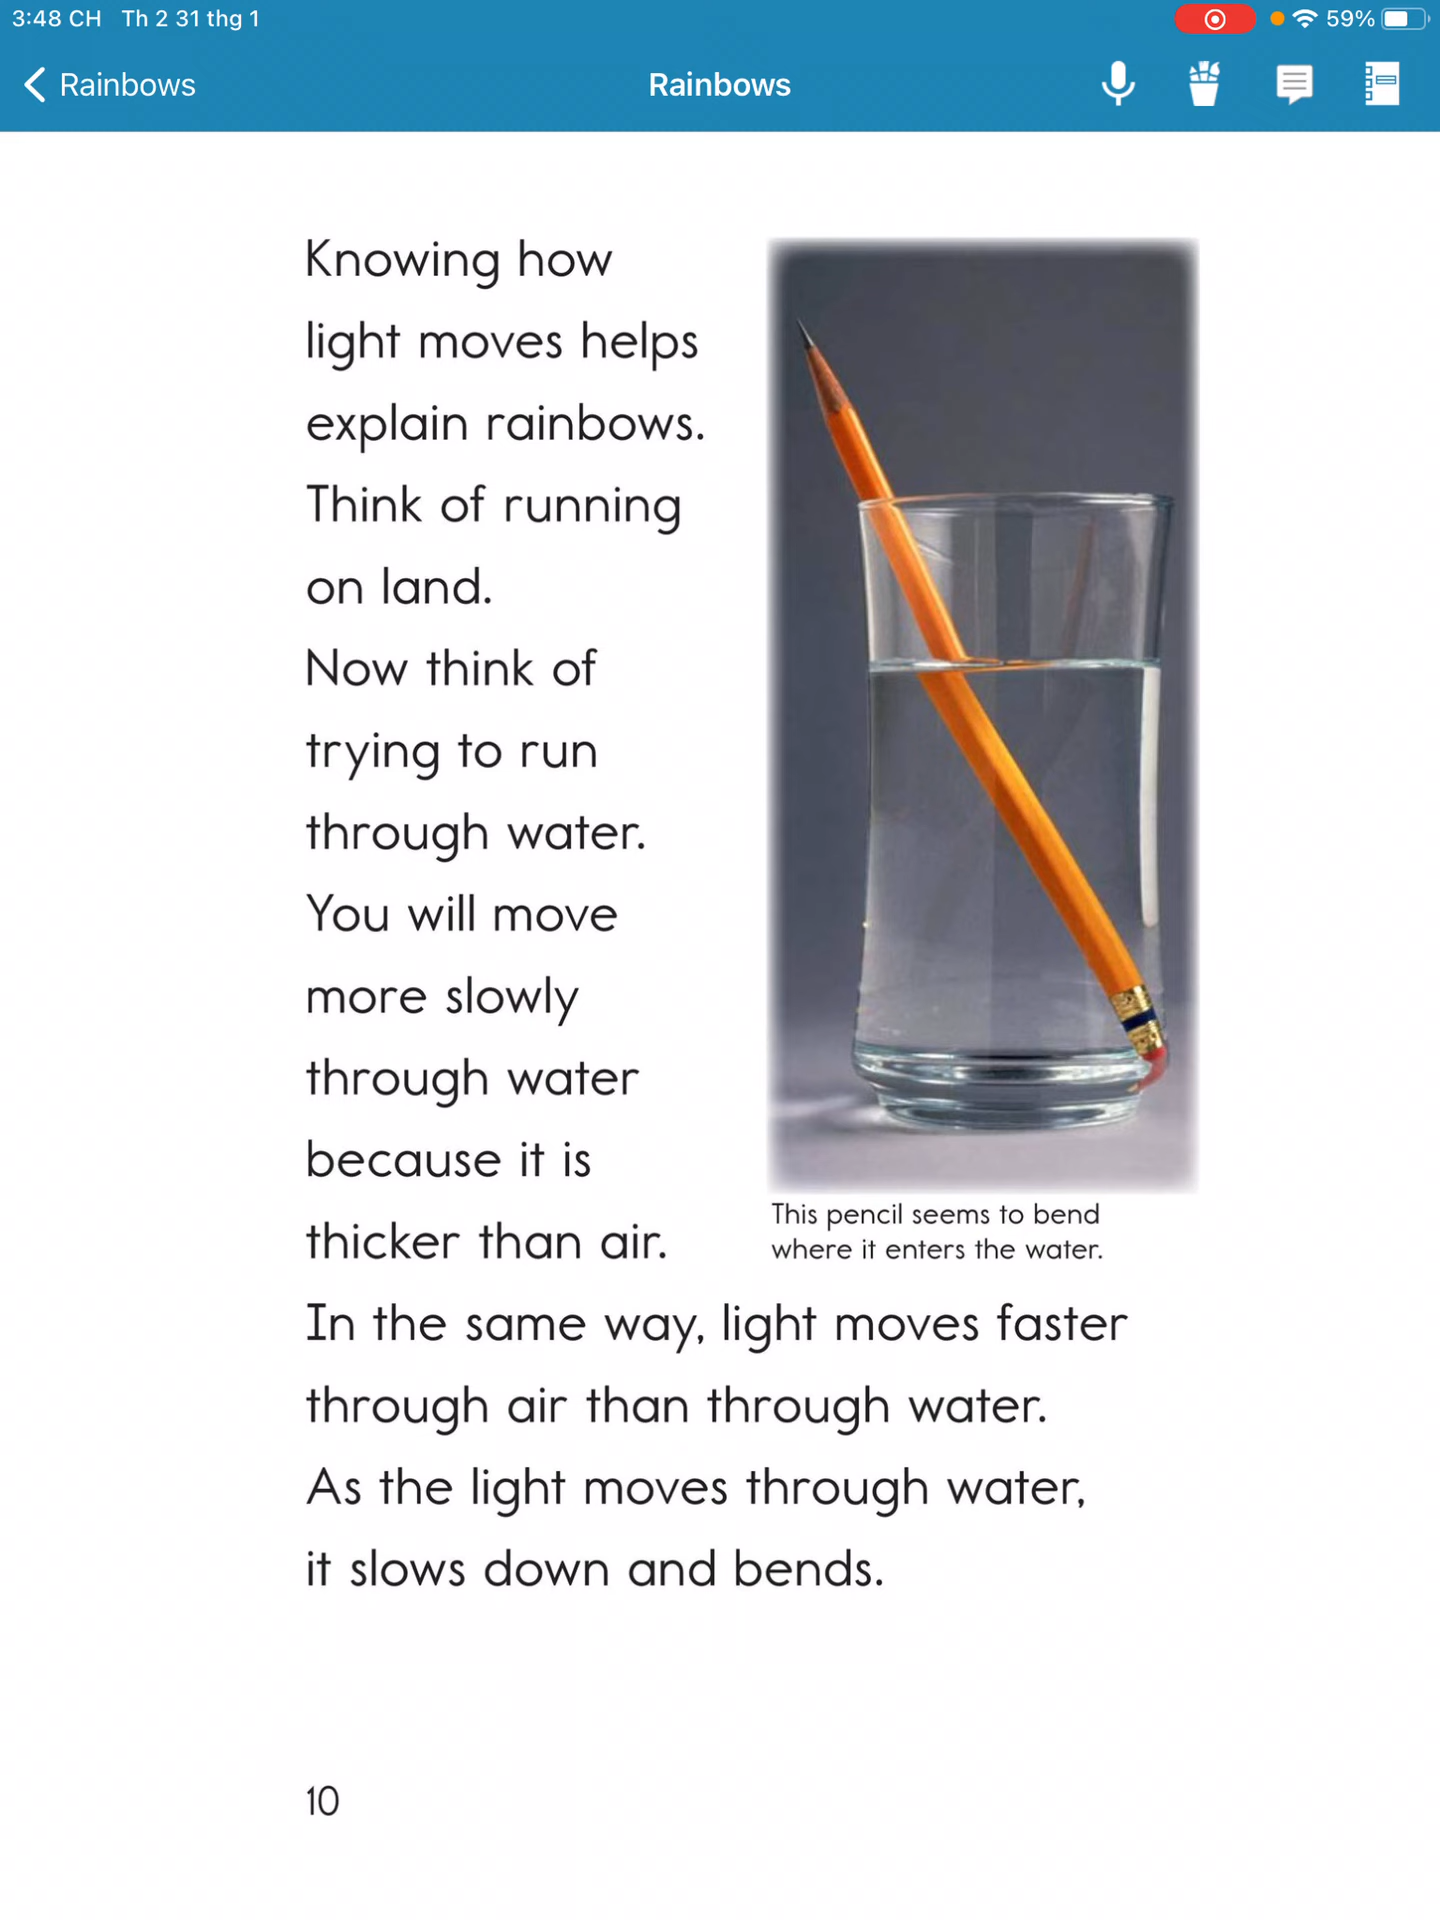 3:48 CH Th 2 31 thg 1
59%
Rainbows
Rainbows
Knowing how
light moves helps
explain rainbows.
Think of running
on land.
Now think of
trying to run
through water.
You will move
more slowly
through water
because it is
thicker than air.
This pencil seems to bend
where it enters the water.
In the same way, light moves faster
through air than through water.
As the light moves through water,
it slows down and bends.
10